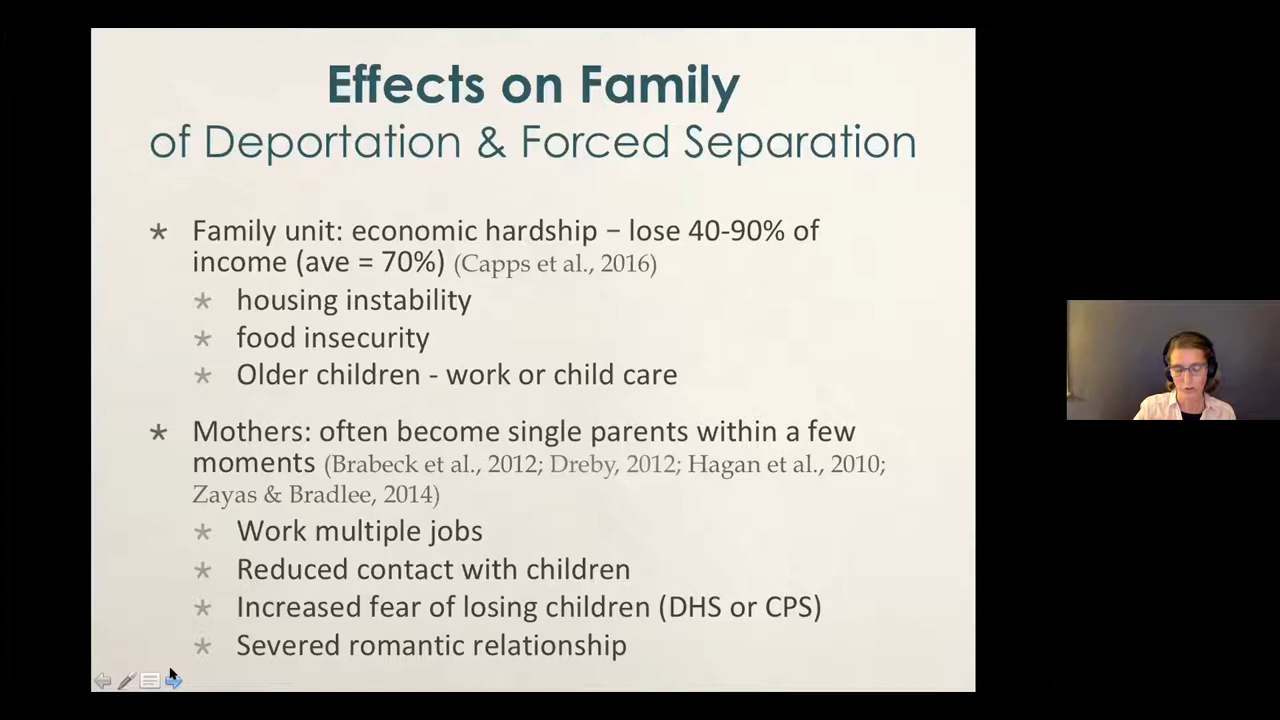 Effects on Family
of Deportation & Forced Separation
* Family unit: economic hardship – lose 40-90% of
income (ave = 70%) (Capps et al., 2016)
* housing instability
* food insecurity
* Older children - work or child care
* Mothers: often become single parents within a few
moments (Brabeck et al., 2012; Dreby, 2012; Hagan et al., 2010;
Zayas & Bradlee, 2014)
* Work multiple jobs
* Reduced contact with children
* Increased fear of losing children (DHS or CPS)
* Severed romantic relationship